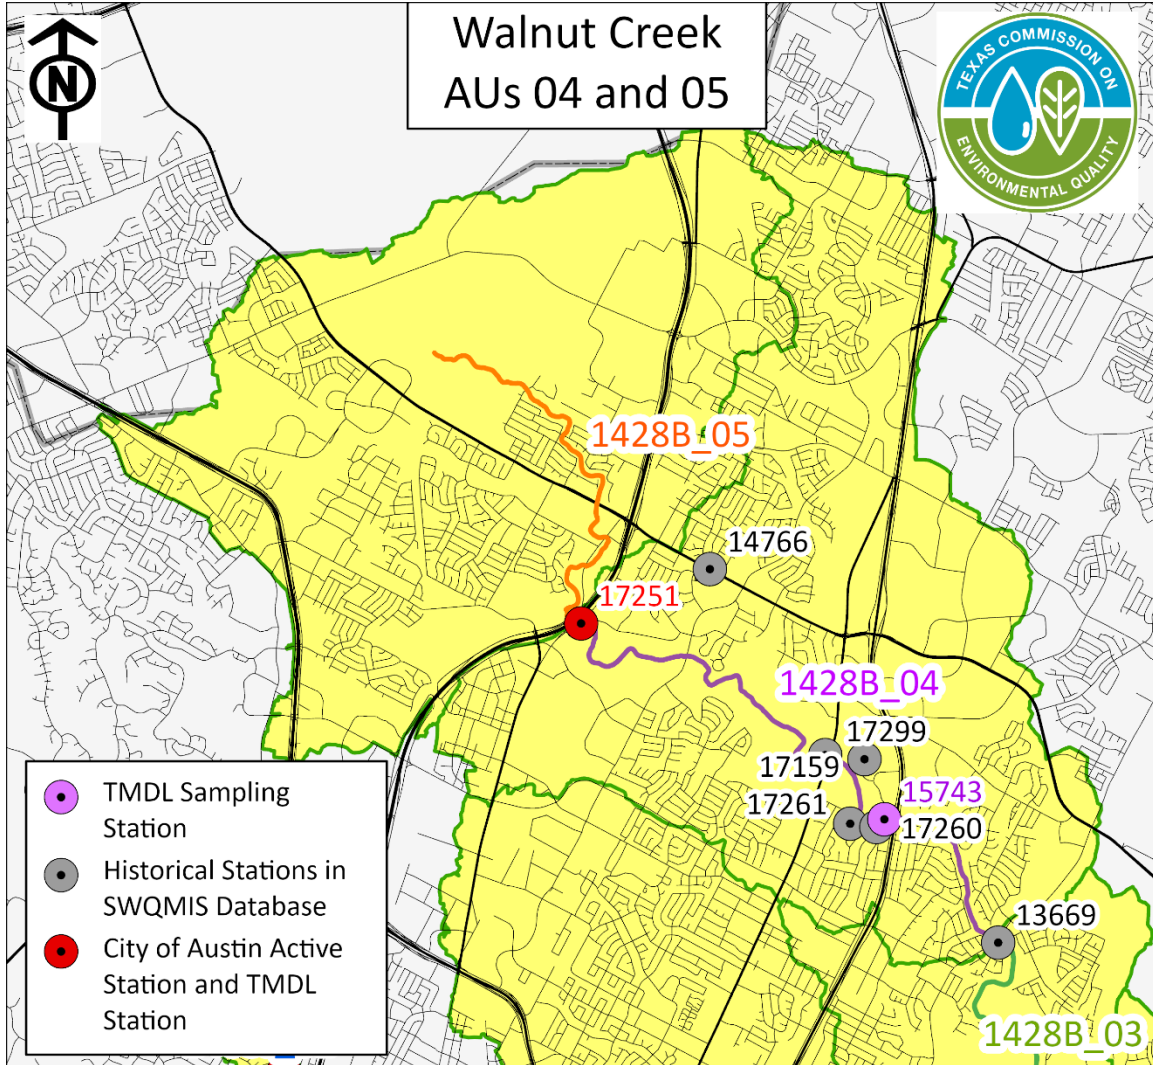 Walnut Creek
AUs 04 and 05
N
TEXAS COMMISSION ON
ENVIRONMENTAL QUALITY
1428B_05
14766
17251
1428B_04
17299
17159
15743
17261
17260
13669
1428B_03
TMDL Sampling
Station
Historical Stations in
SWQMIS Database
City of Austin Active
Station and TMDL
Station